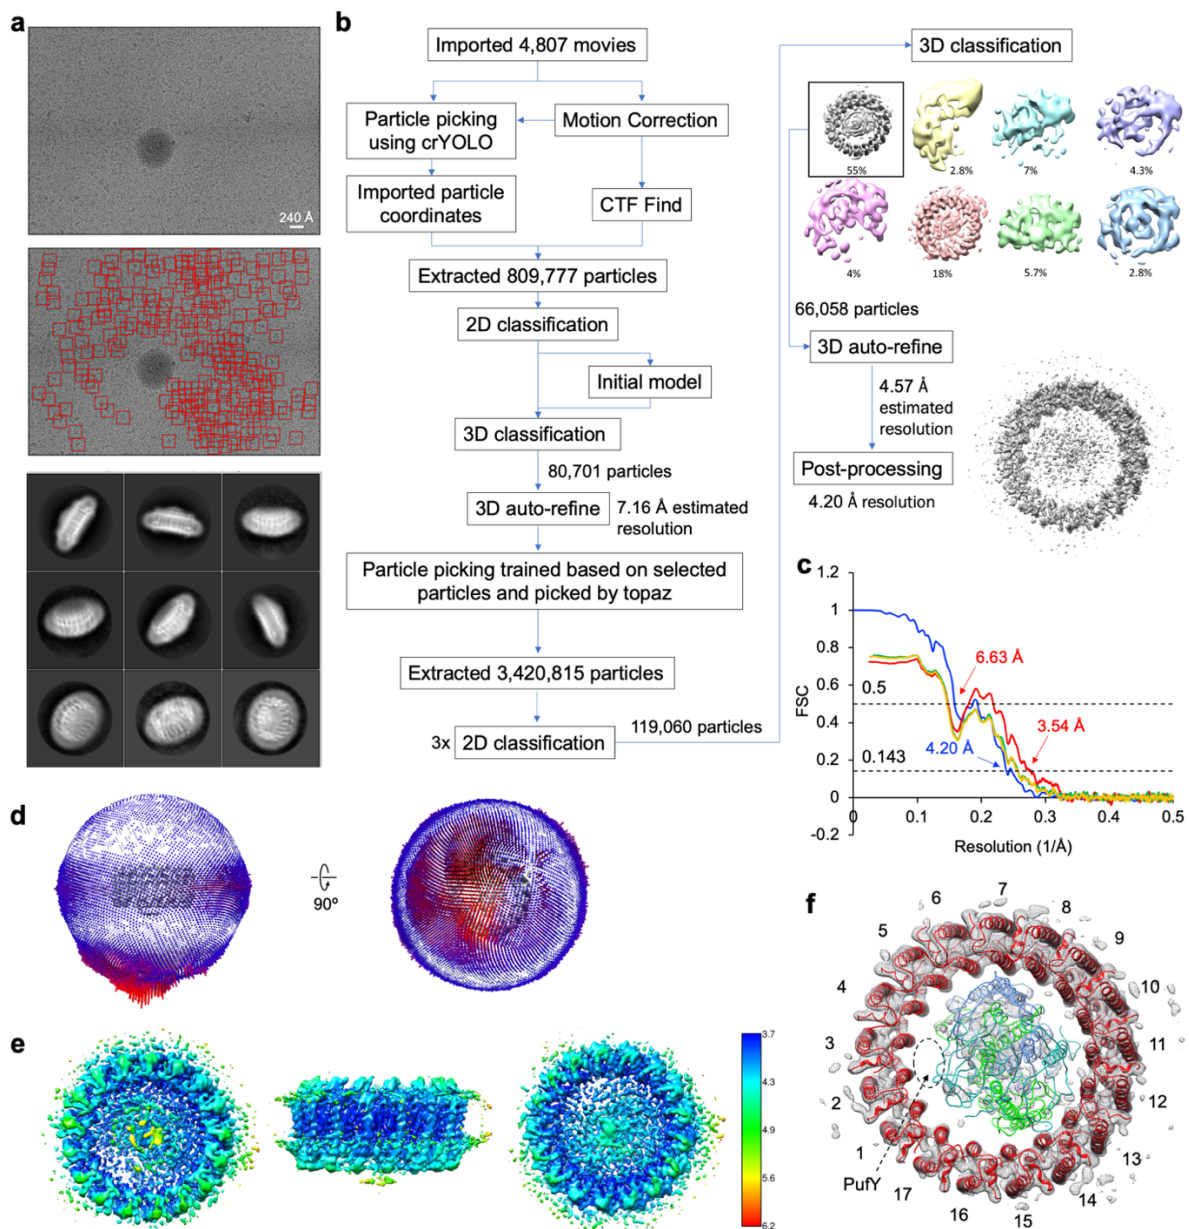 a
240 Å
b
Imported 4,807 movies
Particle picking
using crYOLO
Motion Correction
Imported particle
coordinates
CTF Find
Extracted 809,777 particles
2D classification
Initial model
3D classification
80,701 particles
3D auto-refine
7.16 Å estimated
resolution
Particle picking trained based on selected
particles and picked by topaz
Extracted 3,420,815 particles
3x
2D classification
119,060 particles
3D classification
55%
2.8%
7%
4.3%
4%
18%
5.7%
2.8%
66,058 particles
3D auto-refine
4.57 Å
estimated
resolution
Post-processing
4.20 Å resolution
c
1.2
1
0.8
0.6
0.4
0.2
0
-0.2
FSC
0.5
0.143
6.63 Å
4.20 Å
3.54 Å
0
0.1
0.2
0.3
0.4
0.5
Resolution (1/Å)
d
90º
e
3.7
4.3
4.9
5.6
6.2
f
1
2
3
4
5
6
7
8
9
10
11
12
13
14
15
16
17
PufY